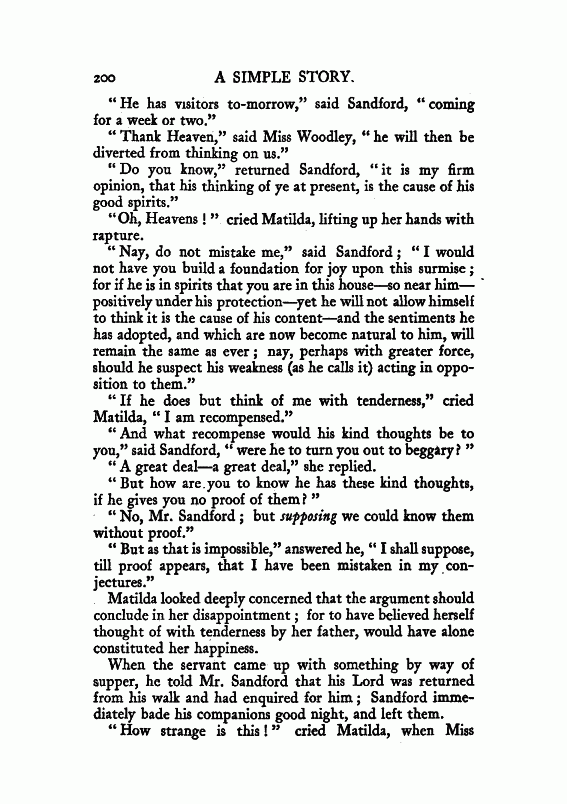 200 A SIMPLE STORY.
“ He has visitors to-morrow,” said Sandford, “ coming
for a week or two.”
“ Thank Heaven,” said Miss Woodley, “ he will then be
diverted from thinking on us.”
“ Do you know,” returned Sandford, “ it is my firm
opinion, that his thinking of ye at present, is the cause of his
good spirits.”
“Oh, Heavens ! ” cried Matilda, lifting up her hands with
rapture.
“ Nay, do not mistake me,” said Sandford ; “ I would
not have you build a foundation for joy upon this surmise ;
for if he is in spirits that you are in this house—so near him—
positively under his protection—yet he will not allow himself
to think it is the cause of his content—and the sentiments he
has adopted, and which are now become natural to him, will
remain the same as ever ; nay, perhaps with greater force,
should he suspect his weakness (as he calls it) acting in oppo-
sition to them.”
“ If he does but think of me with tenderness,” cried
Matilda, “ I am recompensed.”
“ And what recompense would his kind thoughts be to
you,” said Sandford, “ were he to turn you out to beggary ? ”
“ A great deal—a great deal,” she replied.
“ But how are you to know he has these kind thoughts,
if he gives you no proof of them ? ”
“ No, Mr. Sandford ; but supposing we could know them
without proof.”
“ But as that is impossible,” answered he, “ I shall suppose,
till proof appears, that I have been mistaken in my con-
jectures.”
Matilda looked deeply concerned that the argument should
conclude in her disappointment ; for to have believed herself
thought of with tenderness by her father, would have alone
constituted her happiness.
When the servant came up with something by way of
supper, he told Mr. Sandford that his Lord was returned
from his walk and had enquired for him ; Sandford imme-
diately bade his companions good night, and left them.
“ How strange is this ! ” cried Matilda, when Miss